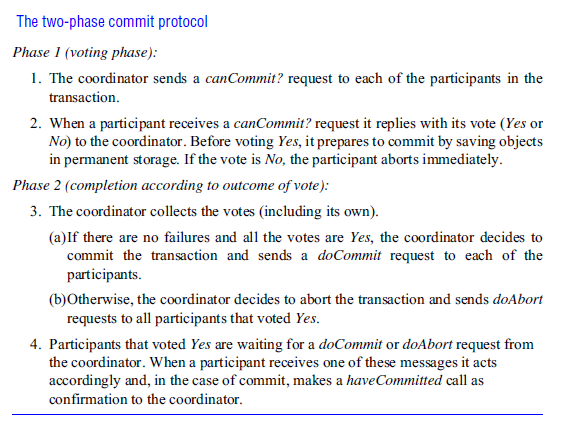 The two-phase commit protocol
Phase 1 (voting phase):
1. The coordinator sends a canCommit? request to each of the participants in the
transaction.
2. When a participant receives a canCommit? request it replies with its vote (Yes or
No) to the coordinator. Before voting Yes, it prepares to commit by saving objects
in permanent storage. If the vote is No, the participant aborts immediately.
Phase 2 (completion according to outcome of vote):
3. The coordinator collects the votes (including its own).
(a)If there are no failures and all the votes are Yes, the coordinator decides to
commit the transaction and sends a doCommit request to each of the
participants.
(b)Otherwise, the coordinator decides to abort the transaction and sends doAbort
requests to all participants that voted Yes.
4. Participants that voted Yes are waiting for a doCommit or doAbort request from
the coordinator. When a participant receives one of these messages it acts
accordingly and, in the case of commit, makes a haveCommitted call as
confirmation to the coordinator.